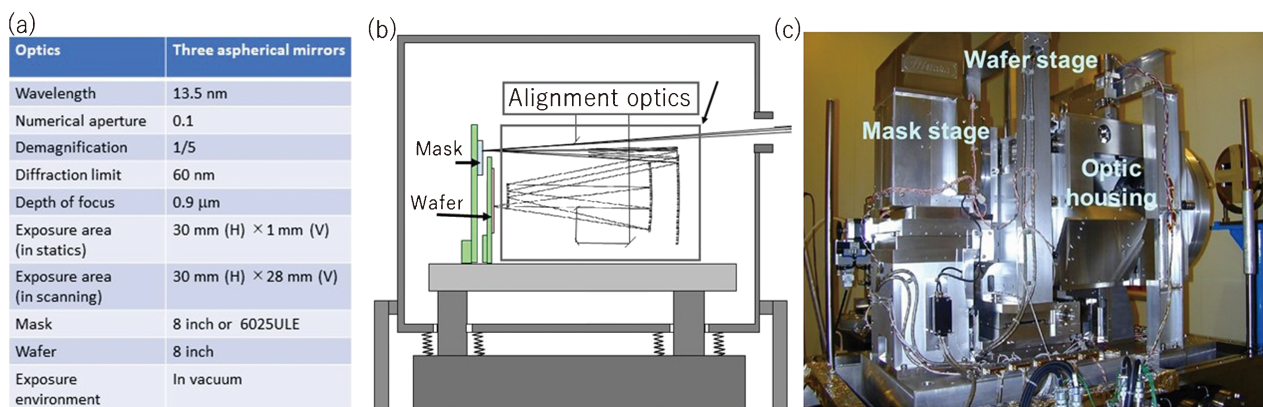 (a)
Optics Three aspherical mirrors
Wavelength 13.5 nm
Numerical aperture 0.1
Demagnification 1/5
Diffraction limit 60 nm
Depth of focus 0.9 μm
Exposure area
(in statics) 30 mm (H) ×1 mm (V)
Exposure area
(in scanning) 30 mm (H) ×28 mm (V)
Mask 8 inch or 6025ULE
Wafer 8 inch
Exposure
environment In vacuum
(b)
Alignment optics
Mask
Wafer
(c)
Wafer stage
Mask stage
Optic
housing